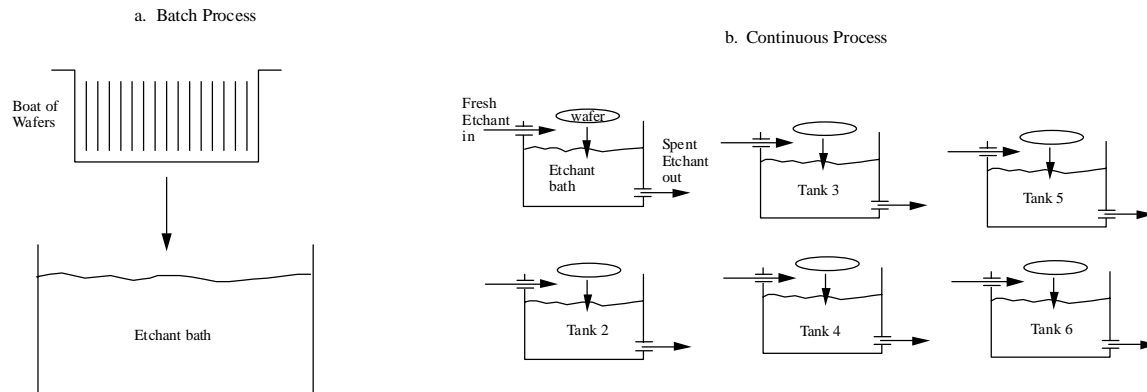 a. Batch Process
Boat of
Wafers
Etchant bath
b. Continuous Process
Fresh
Etchant
in
wafer
Etchant
bath
Spent
Etchant
out
Tank 3
Tank 5
Tank 2
Tank 4
Tank 6